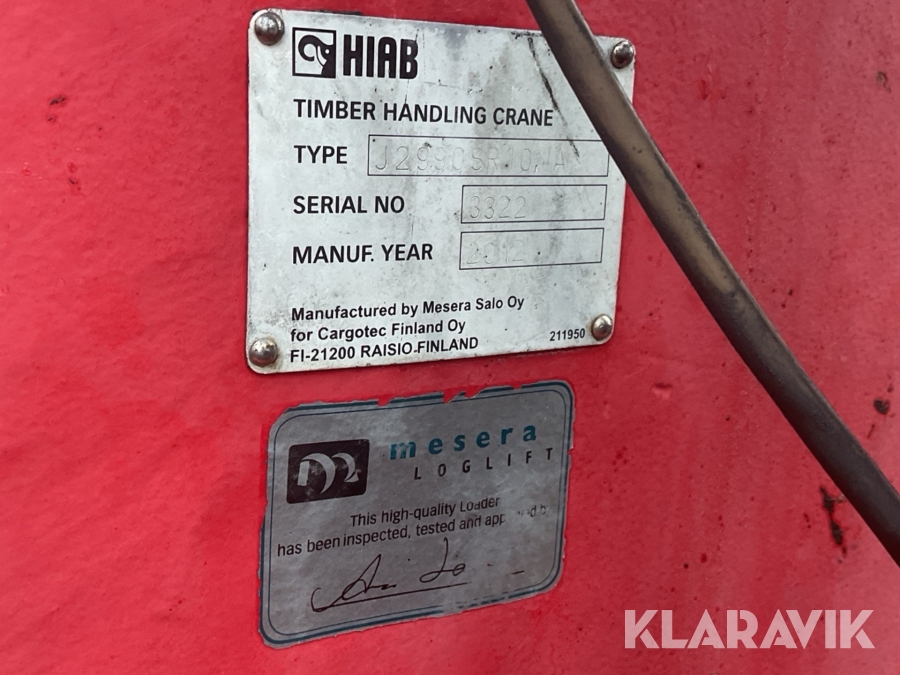 HIAB
TIMBER HANDLING CRANE
TYPE
SERIAL NO 3322
MANUF. YEAR 2012
Manufactured by Mesera Salo Oy
for Cargotec Finland Oy
FI-21200 RAISIO-FINLAND 211950
mesera
LOGLIFT
This high-quality Loader
has been inspected, tested and
KLARAVIK